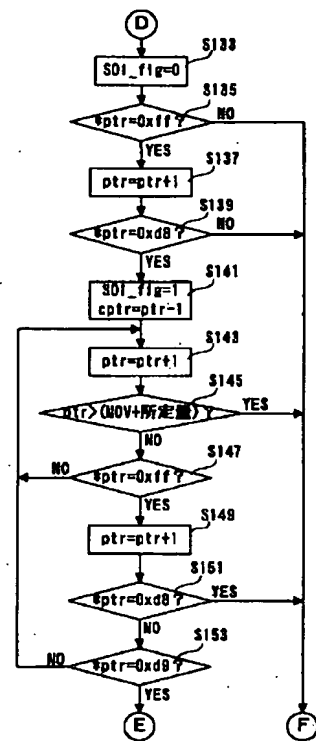 D
S133
SOI_flg=0
S135
*ptr=0xff?
NO
YES
S137
ptr=ptr+1
S139
*ptr=0xd8?
NO
YES
S141
SOI_flg=1
cptr=ptr-1
S143
ptr=ptr+1
S145
ptr>(MOV+所定量)?
YES
NO
S147
NO
*ptr=0xff?
YES
S149
ptr=ptr+1
S151
*ptr=0xd8?
YES
NO
S153
NO
*ptr=0xd9?
YES
E
F